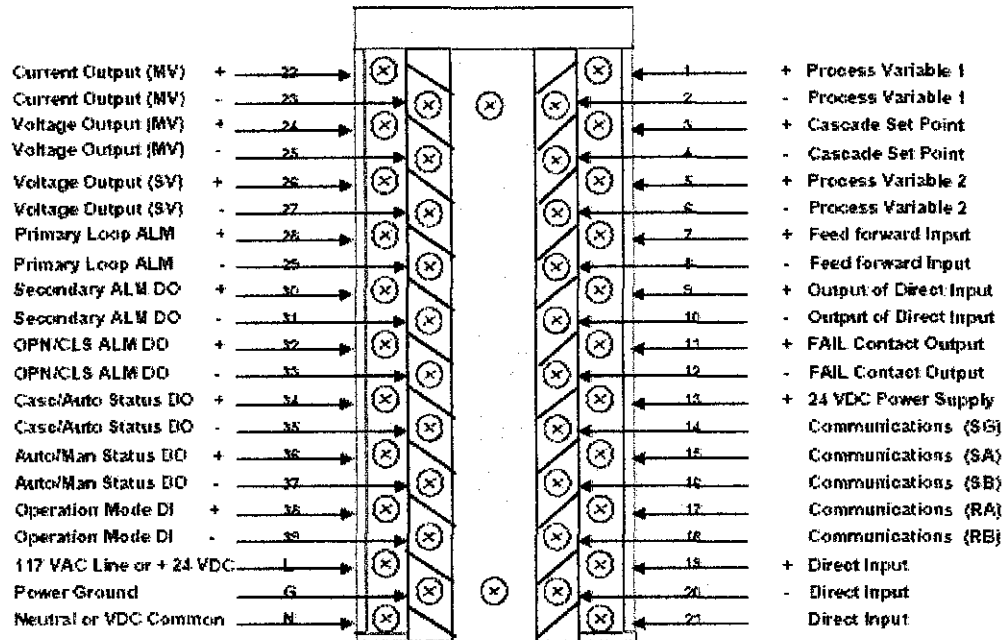 Current Output (MV) + 22
Current Output (MV) - 23
Voltage Output (MV) + 24
Voltage Output (MV) - 25
Voltage Output (SV) + 26
Voltage Output (SV) - 27
Primary Loop ALM + 28
Primary Loop ALM - 29
Secondary ALM DO + 30
Secondary ALM DO - 31
OPN/CLS ALM DO + 32
OPN/CLS ALM DO - 33
Casc/Auto Status DO + 34
Casc/Auto Status DO - 35
Auto/Man Status DO + 36
Auto/Man Status DO - 37
Operation Mode DI + 38
Operation Mode DI - 39
117 VAC Line or + 24 VDC L
Power Ground G
Neutral or VDC Common N
1 + Process Variable 1
2 - Process Variable 1
3 + Cascade Set Point
4 - Cascade Set Point
5 + Process Variable 2
6 - Process Variable 2
7 + Feed forward Input
8 - Feed forward Input
9 + Output of Direct Input
10 - Output of Direct Input
11 + FAIL Contact Output
12 - FAIL Contact Output
13 + 24 VDC Power Supply
14 Communications (SG)
15 Communications (SA)
16 Communications (SB)
17 Communications (RA)
18 Communications (RB)
19 + Direct Input
20 - Direct Input
21 Direct Input